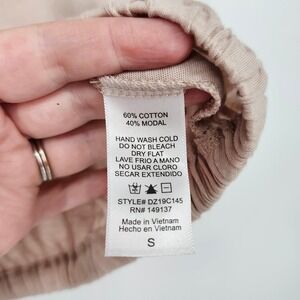 60% COTTON
40% MODAL
HAND WASH COLD
DO NOT BLEACH
DRY FLAT
LAVE FRIO A MANO
NO USAR CLORO
SECAR EXTENDIDO
STYLE# DZ19C145
RN# 149137
Made in Vietnam
Hecho en Vietnam
S